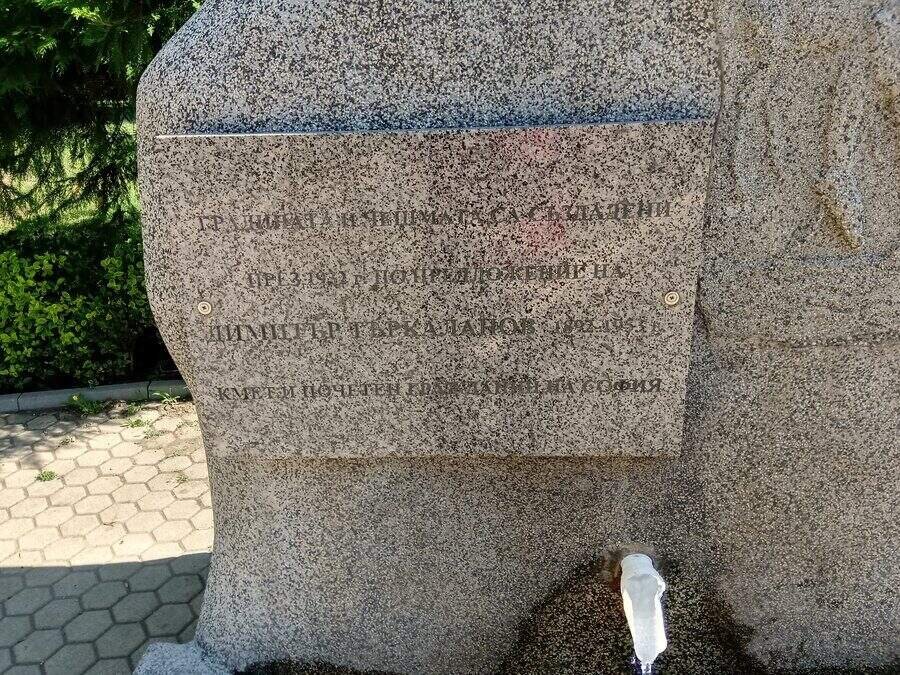 ГРАДИНАТА И ЧЕШМАТА СА СЪЗДАДЕНИ
ПРЕЗ г. ПО ПРЕДЛОЖЕНИЕ НА
ДИМИТЪР ТЪРКАЛАНОВ
КМЕТ И ПОЧЕТЕН ГРАЖДАНИН НА СОФИЯ